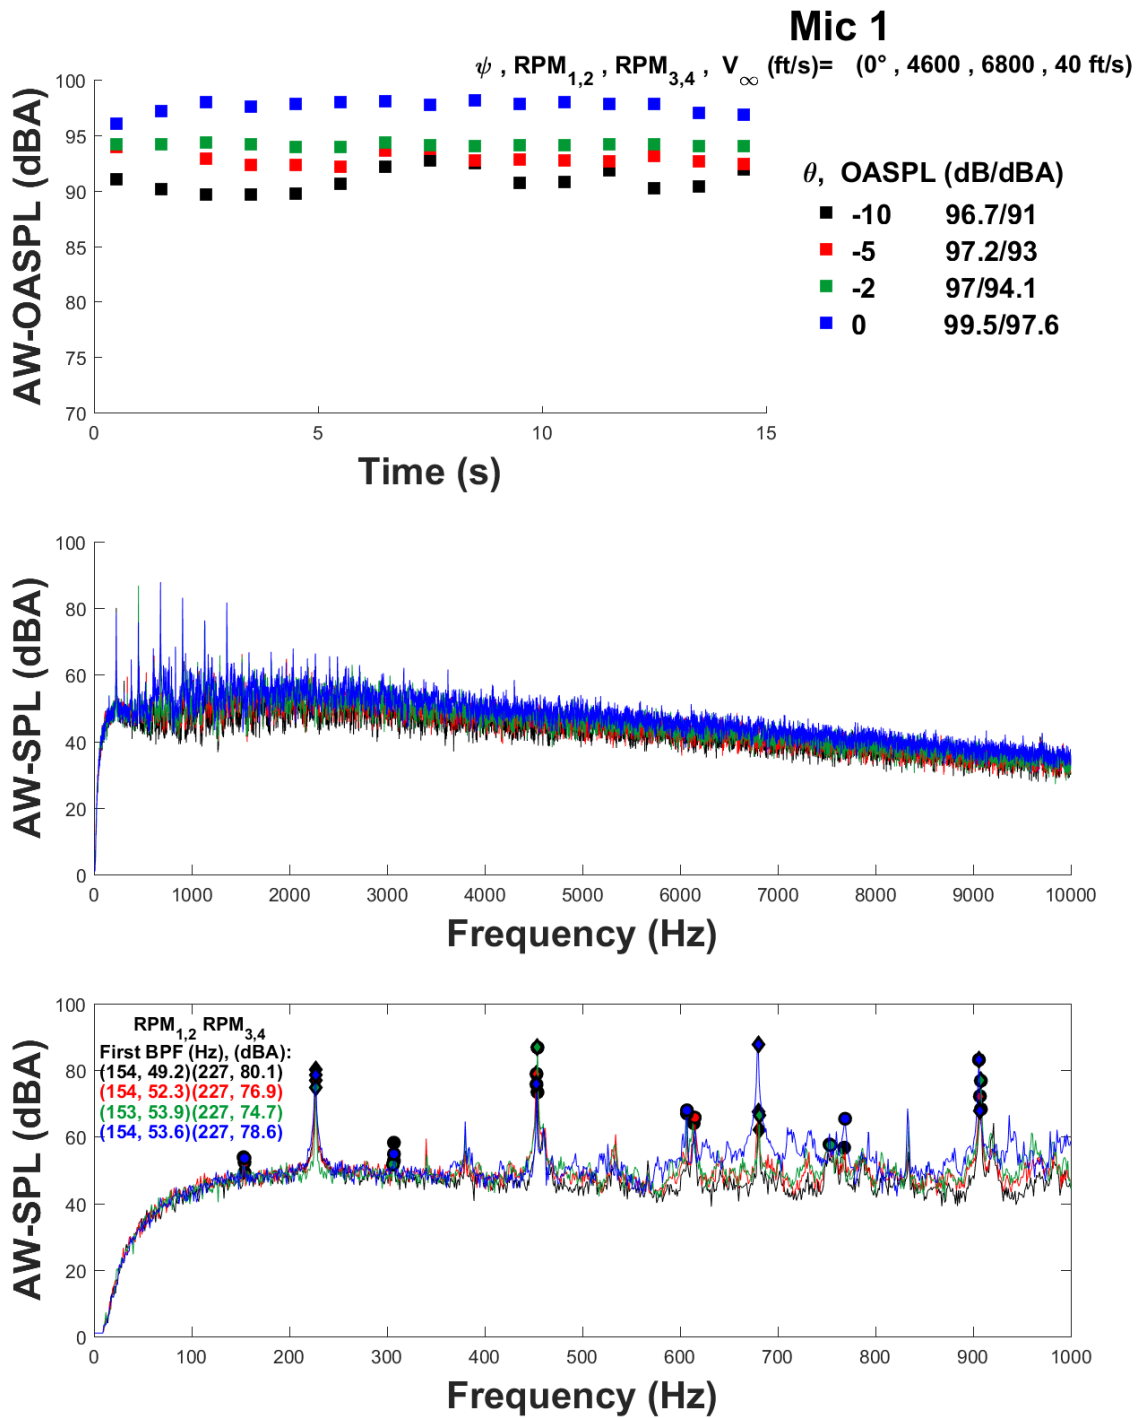 Mic 1
ψ , RPM1,2 , RPM3,4 , V∞ (ft/s)= (0° , 4600 , 6800 , 40 ft/s)
100
95
90
85
80
75
70
AW-OASPL (dBA)
0 5 10 15
Time (s)
θ, OASPL (dB/dBA)
-10 96.7/91
-5 97.2/93
-2 97/94.1
0 99.5/97.6
100
80
60
40
20
0
AW-SPL (dBA)
0 1000 2000 3000 4000 5000 6000 7000 8000 9000 10000
Frequency (Hz)
100
80
60
40
20
0
AW-SPL (dBA)
RPM1,2 RPM3,4
First BPF (Hz), (dBA):
(154, 49.2)(227, 80.1)
(154, 52.3)(227, 76.9)
(153, 53.9)(227, 74.7)
(154, 53.6)(227, 78.6)
0 100 200 300 400 500 600 700 800 900 1000
Frequency (Hz)